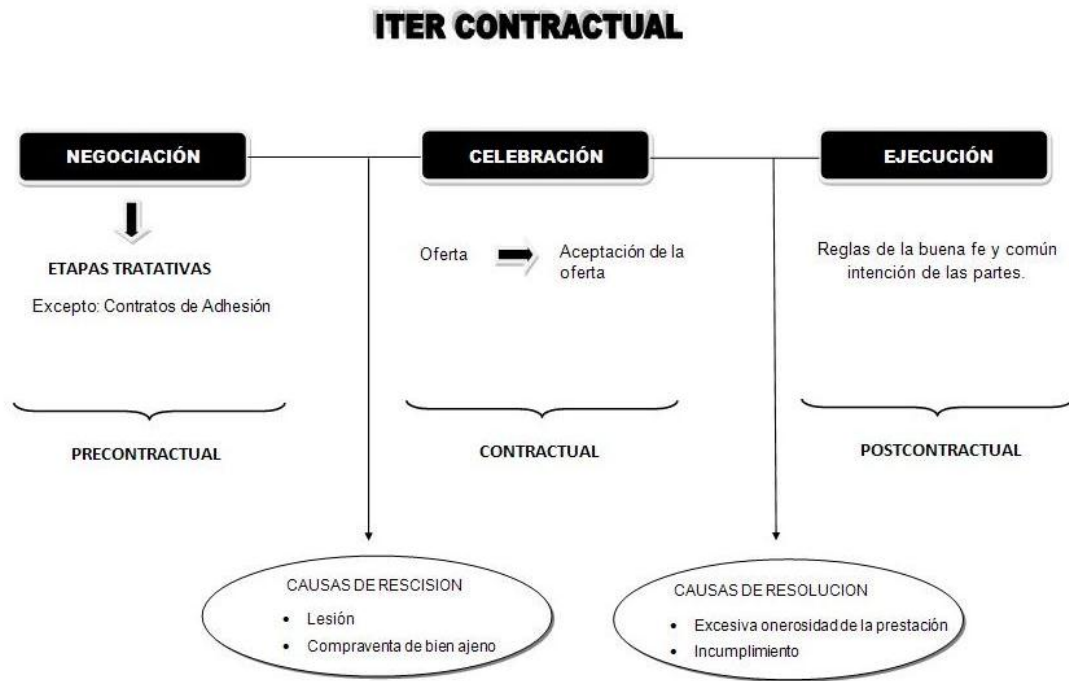 ITER CONTRACTUAL
NEGOCIACIÓN
CELEBRACIÓN
EJECUCIÓN
ETAPAS TRATATIVAS
Excepto: Contratos de Adhesión
Oferta
Aceptación de la
oferta
Reglas de la buena fe y común
intención de las partes.
PRECONTRACTUAL
CONTRACTUAL
POSTCONTRACTUAL
CAUSAS DE RESCISION
• Lesión
• Compraventa de bien ajeno
CAUSAS DE RESOLUCION
• Excesiva onerosidad de la prestación
• Incumplimiento